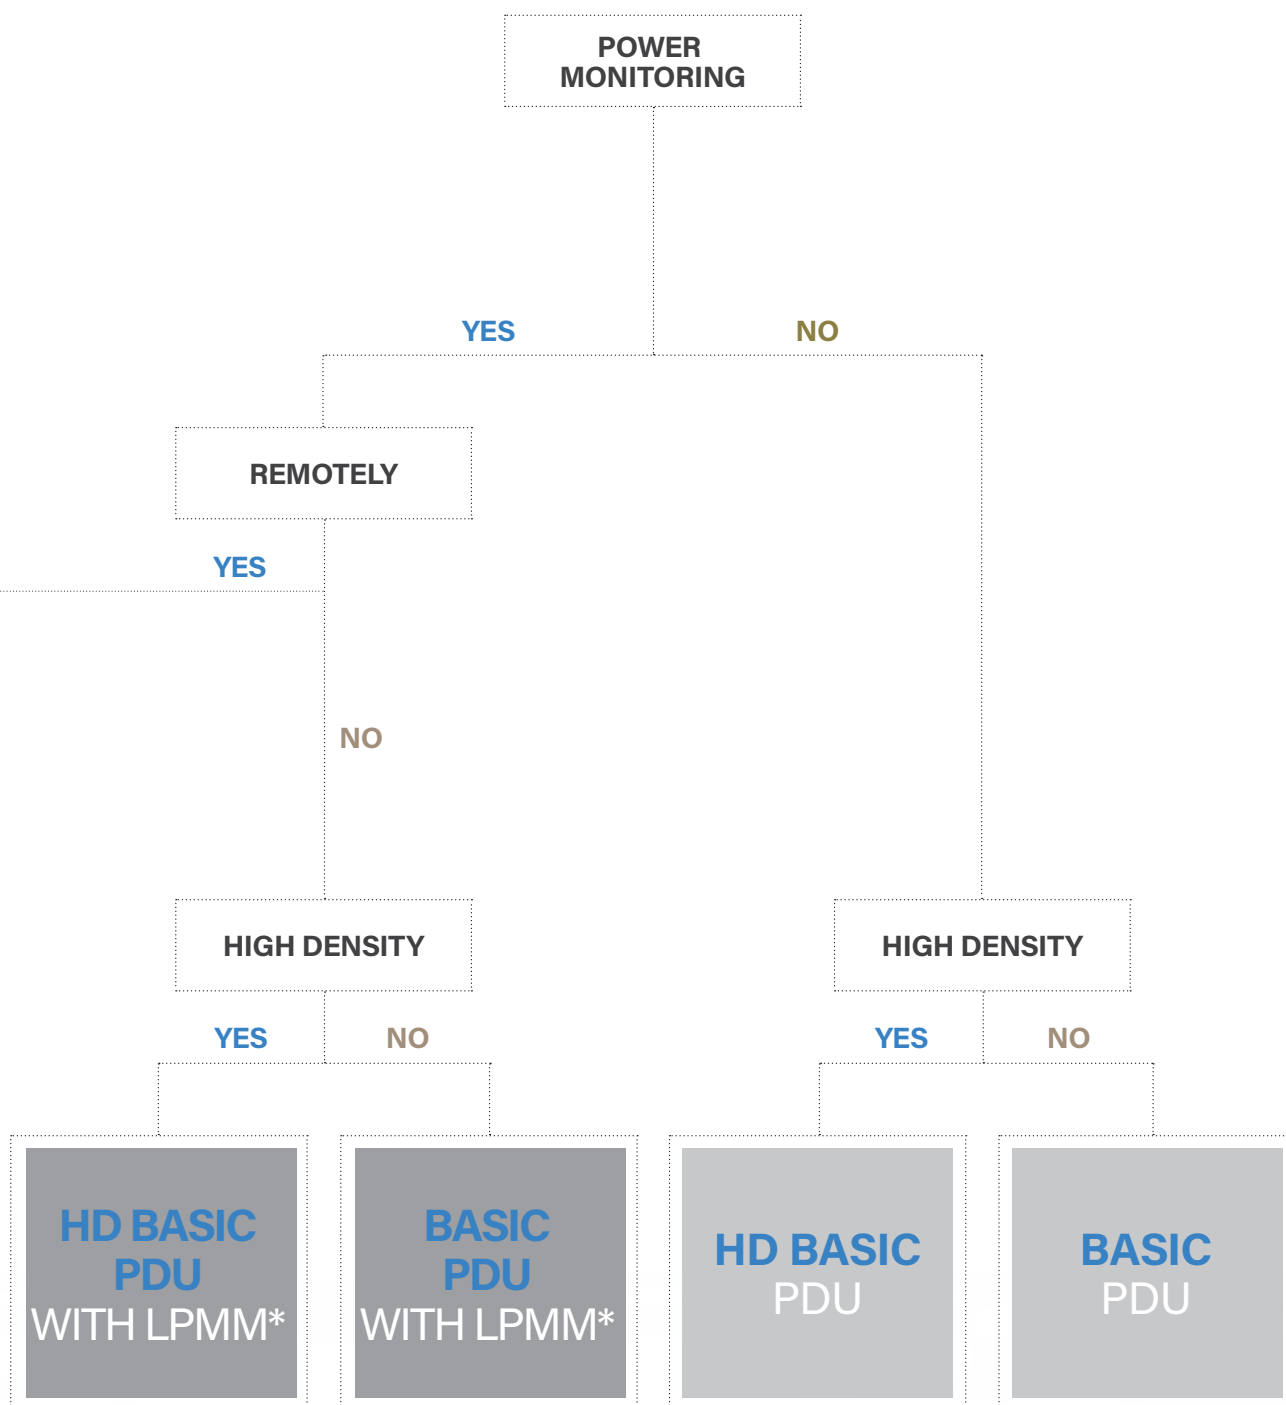 POWER
MONITORING
YES
NO
REMOTELY
YES
NO
HIGH DENSITY
HIGH DENSITY
YES
NO
YES
NO
HD BASIC
PDU
WITH LPMM*
BASIC
PDU
WITH LPMM*
HD BASIC
PDU
BASIC
PDU